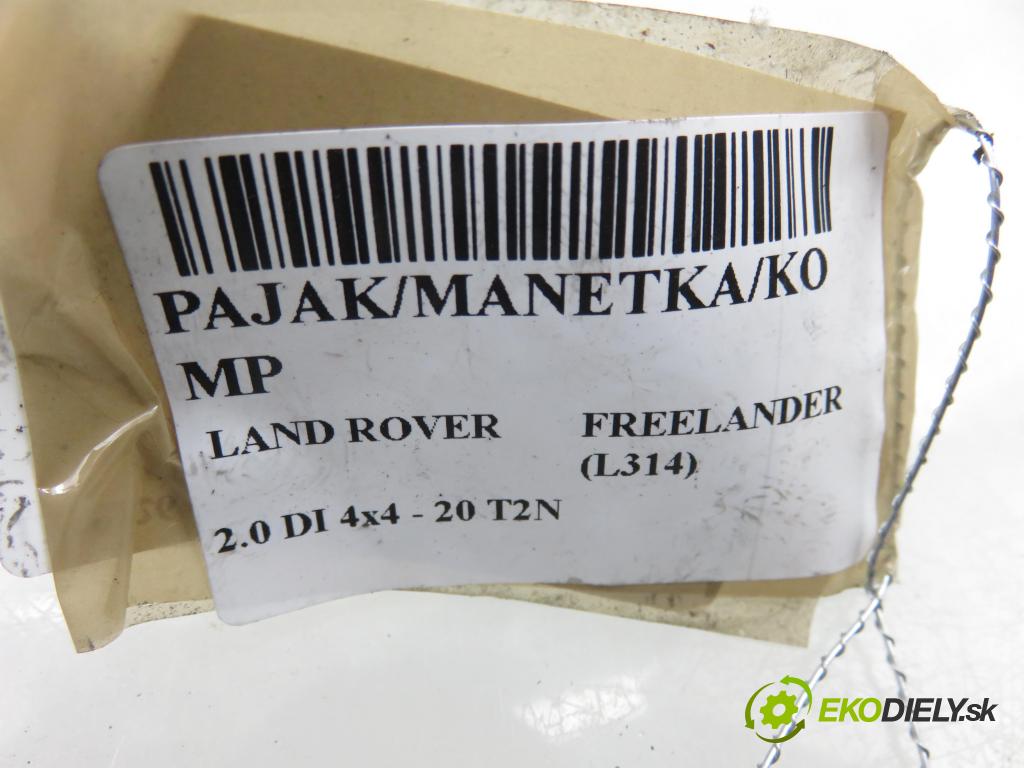 PAJAK/MANETKA/KO
MP
LAND ROVER FREELANDER
(L314)
2.0 DI 4x4 - 20 T2N
EKODIELY.sk